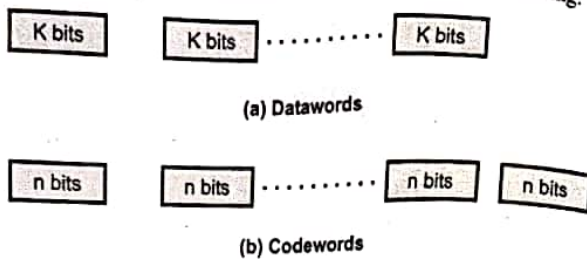 K bits K bits .......... K bits
(a) Datawords
n bits n bits .......... n bits n bits
(b) Codewords